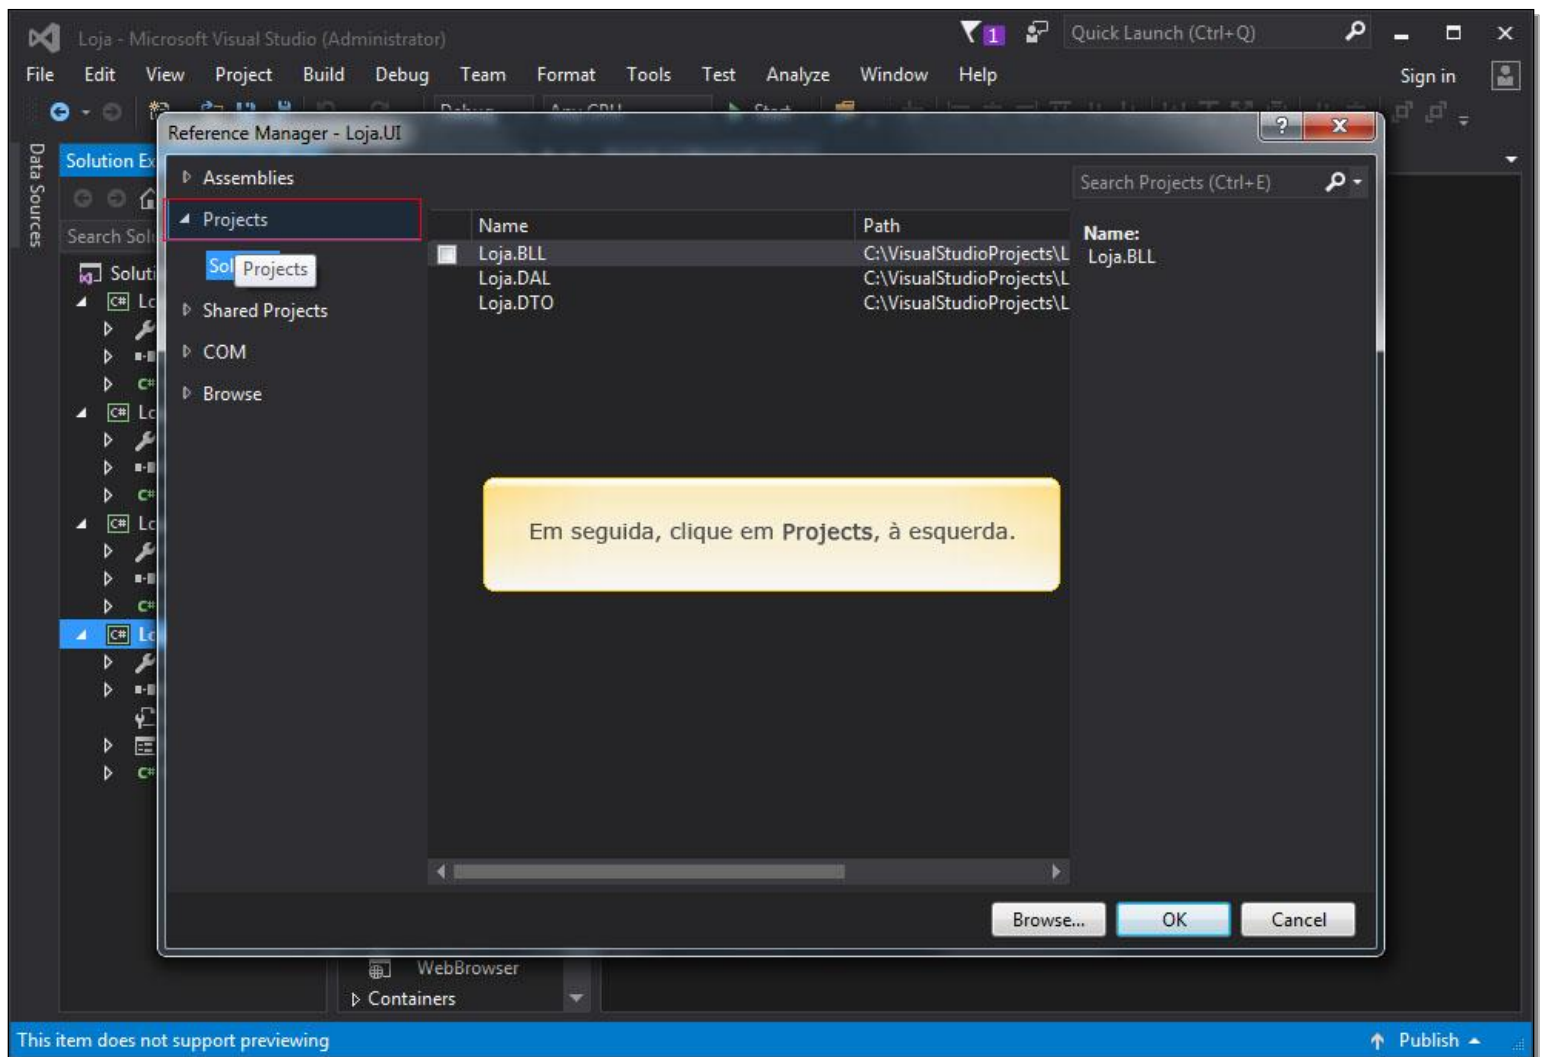 Loja - Microsoft Visual Studio (Administrator)
1
Quick Launch (Ctrl+Q)
File Edit View Project Build Debug Team Format Tools Test Analyze Window Help
Sign in
Data Sources
Reference Manager - Loja.UI
Solution
Assemblies
Projects
Projects
Shared Projects
COM
Browse
Search Projects (Ctrl+E)
Name Path
Loja.BLL C:\VisualStudioProjects\L
Loja.DAL C:\VisualStudioProjects\L
Loja.DTO C:\VisualStudioProjects\L
Name:
Loja.BLL
Em seguida, clique em Projects, à esquerda.
Browse... OK Cancel
WebBrowser
Containers
This item does not support previewing
Publish